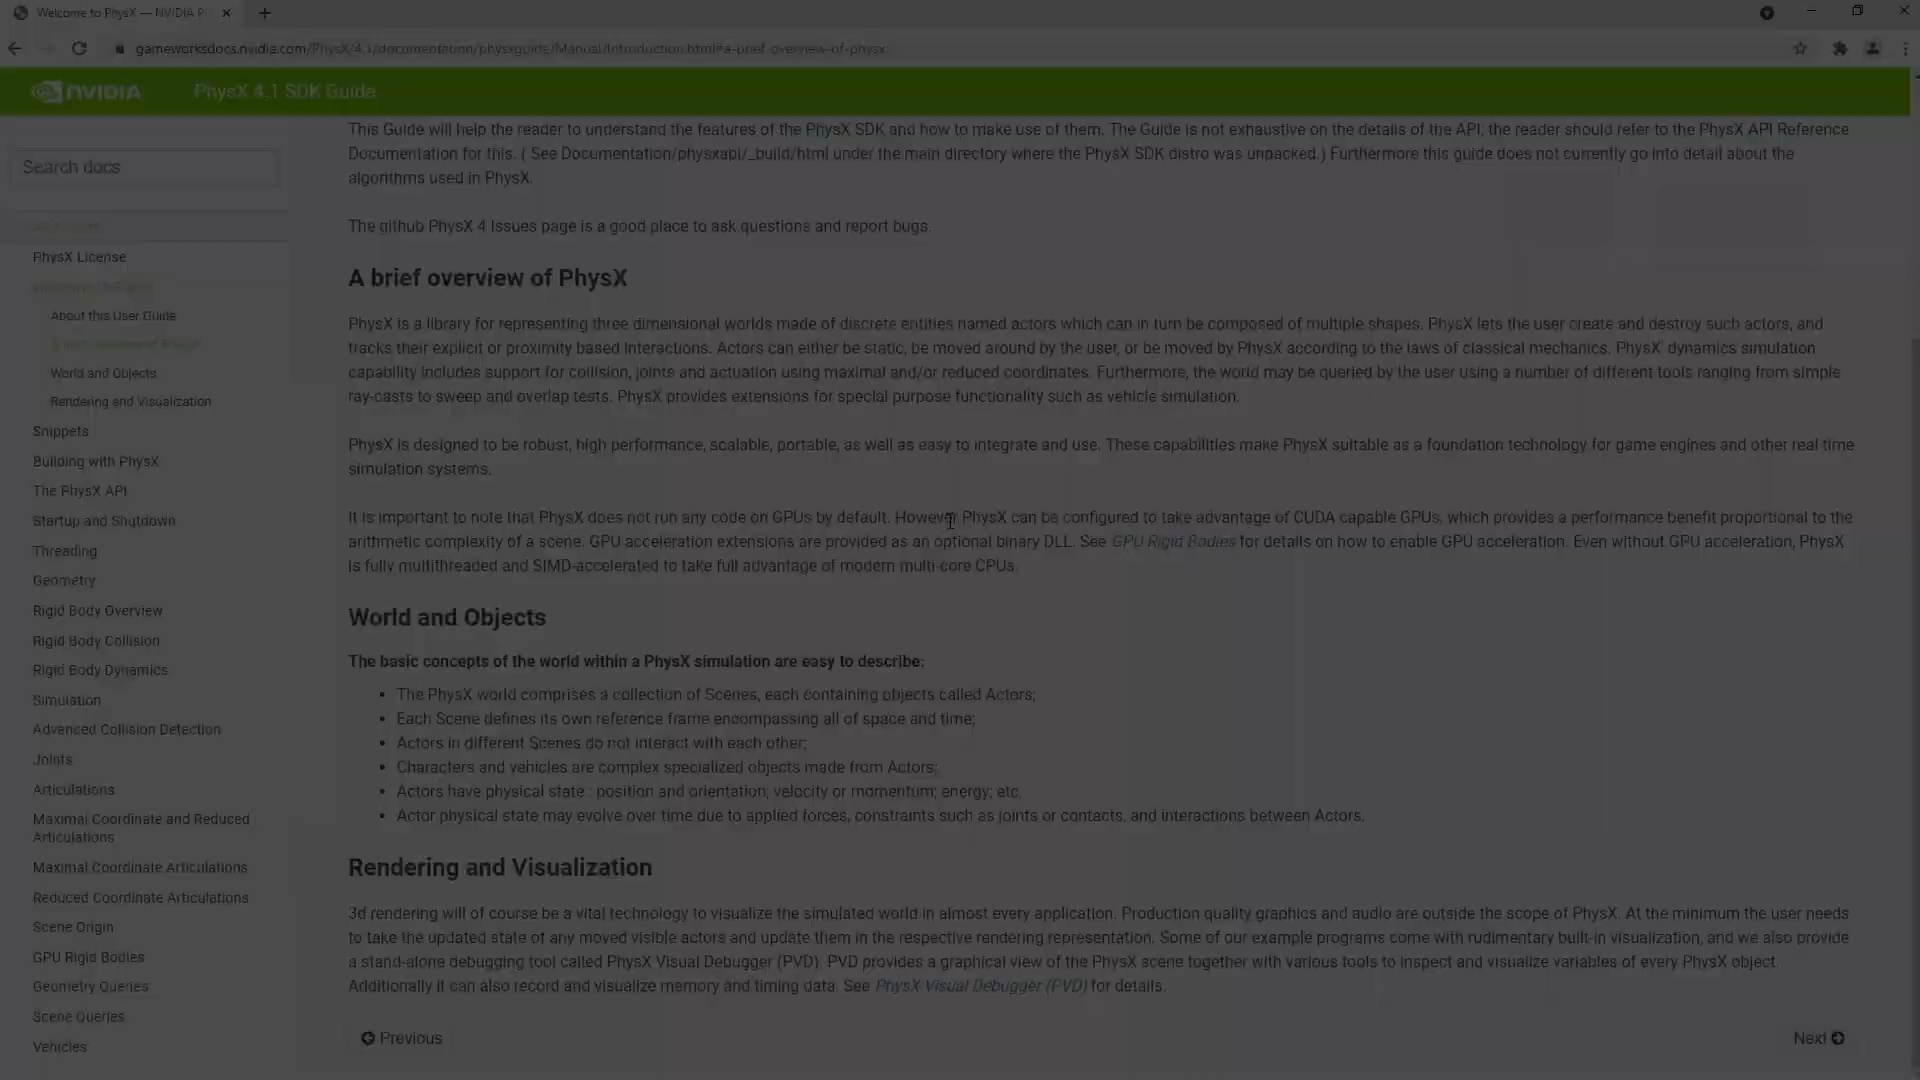 Welcome to PhysX — NVIDIA P
gameworksdocs.nvidia.com/PhysX/4.1/documentation/physxguide/Manual/Introduction.html#a-brief-overview-of-physx
NVIDIA
PhysX 4.1 SDK Guide
Search docs
PhysX License
About this User Guide
World and Objects
Rendering and Visualization
Snippets
Building with PhysX
The PhysX API
Startup and Shutdown
Threading
Geometry
Rigid Body Overview
Rigid Body Collision
Rigid Body Dynamics
Simulation
Advanced Collision Detection
Joints
Articulations
Maximal Coordinate and Reduced
Articulations
Maximal Coordinate Articulations
Reduced Coordinate Articulations
Scene Origin
GPU Rigid Bodies
Geometry Queries
Scene Queries
Vehicles
This Guide will help the reader to understand the features of the PhysX SDK and how to make use of them. The Guide is not exhaustive on the details of the API; the reader should refer to the PhysX API Reference
Documentation for this. ( See Documentation/physxapi/_build/html under the main directory where the PhysX SDK distro was unpacked.) Furthermore this guide does not currently go into detail about the
algorithms used in PhysX.
The github PhysX 4 Issues page is a good place to ask questions and report bugs.
A brief overview of PhysX
PhysX is a library for representing three dimensional worlds made of discrete entities named actors which can in turn be composed of multiple shapes. PhysX lets the user create and destroy such actors, and
tracks their explicit or proximity based interactions. Actors can either be static, be moved around by the user, or be moved by PhysX according to the laws of classical mechanics. PhysX' dynamics simulation
capability includes support for collision, joints and actuation using maximal and/or reduced coordinates. Furthermore, the world may be queried by the user using a number of different tools ranging from simple
ray-casts to sweep and overlap tests. PhysX provides extensions for special purpose functionality such as vehicle simulation.
PhysX is designed to be robust, high performance, scalable, portable, as well as easy to integrate and use. These capabilities make PhysX suitable as a foundation technology for game engines and other real time
simulation systems.
It is important to note that PhysX does not run any code on GPUs by default. However PhysX can be configured to take advantage of CUDA capable GPUs, which provides a performance benefit proportional to the
arithmetic complexity of a scene. GPU acceleration extensions are provided as an optional binary DLL. See GPU Rigid Bodies for details on how to enable GPU acceleration. Even without GPU acceleration, PhysX
is fully multithreaded and SIMD-accelerated to take full advantage of modern multi-core CPUs.
World and Objects
The basic concepts of the world within a PhysX simulation are easy to describe:
• The PhysX world comprises a collection of Scenes, each containing objects called Actors;
• Each Scene defines its own reference frame encompassing all of space and time;
• Actors in different Scenes do not interact with each other;
• Characters and vehicles are complex specialized objects made from Actors;
• Actors have physical state : position and orientation; velocity or momentum; energy; etc,
• Actor physical state may evolve over time due to applied forces, constraints such as joints or contacts, and interactions between Actors.
Rendering and Visualization
3d rendering will of course be a vital technology to visualize the simulated world in almost every application. Production quality graphics and audio are outside the scope of PhysX. At the minimum the user needs
to take the updated state of any moved visible actors and update them in the respective rendering representation. Some of our example programs come with rudimentary built-in visualization, and we also provide
a stand-alone debugging tool called PhysX Visual Debugger (PVD). PVD provides a graphical view of the PhysX scene together with various tools to inspect and visualize variables of every PhysX object.
Additionally it can also record and visualize memory and timing data. See PhysX Visual Debugger (PVD) for details.
Previous
Next